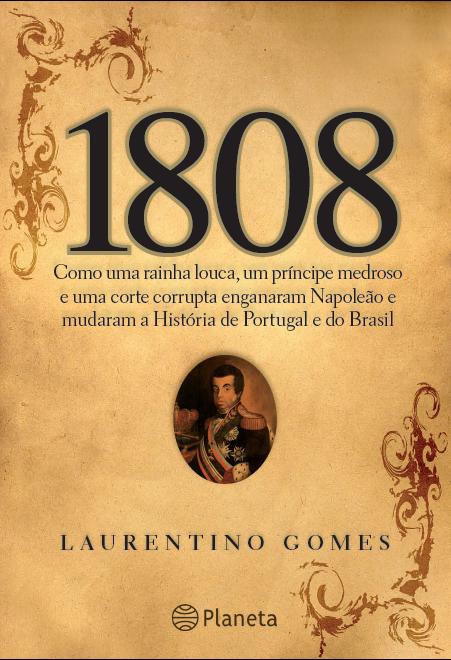 1808
Como uma rainha louca, um príncipe medroso
e uma corte corrupta enganaram Napoleão e
mudaram a História de Portugal e do Brasil
LAURENTINO GOMES
Planeta